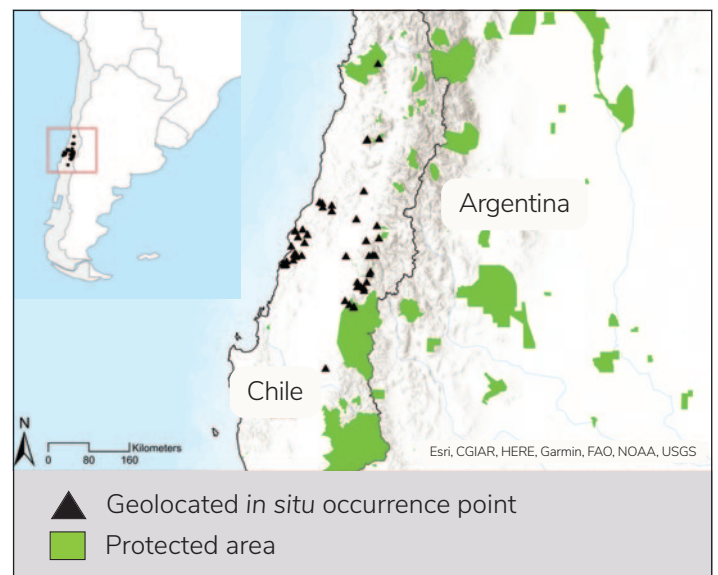 Argentina
Chile
N
Kilometers
0 80 160
Esri, CGIAR, HERE, Garmin, FAO, NOAA, USGS
Geolocated in situ occurrence point
Protected area